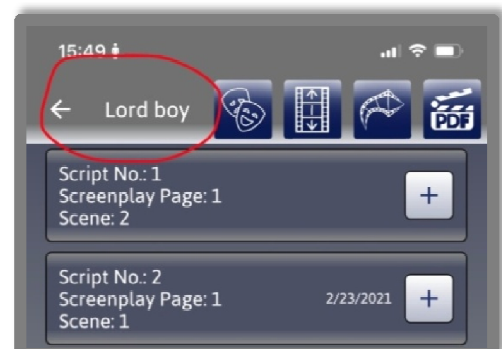 15:49
Lord boy
PDF
Script No.: 1
Screenplay Page: 1
Scene: 2
+
Script No.: 2
Screenplay Page: 1
2/23/2021
+
Scene: 1